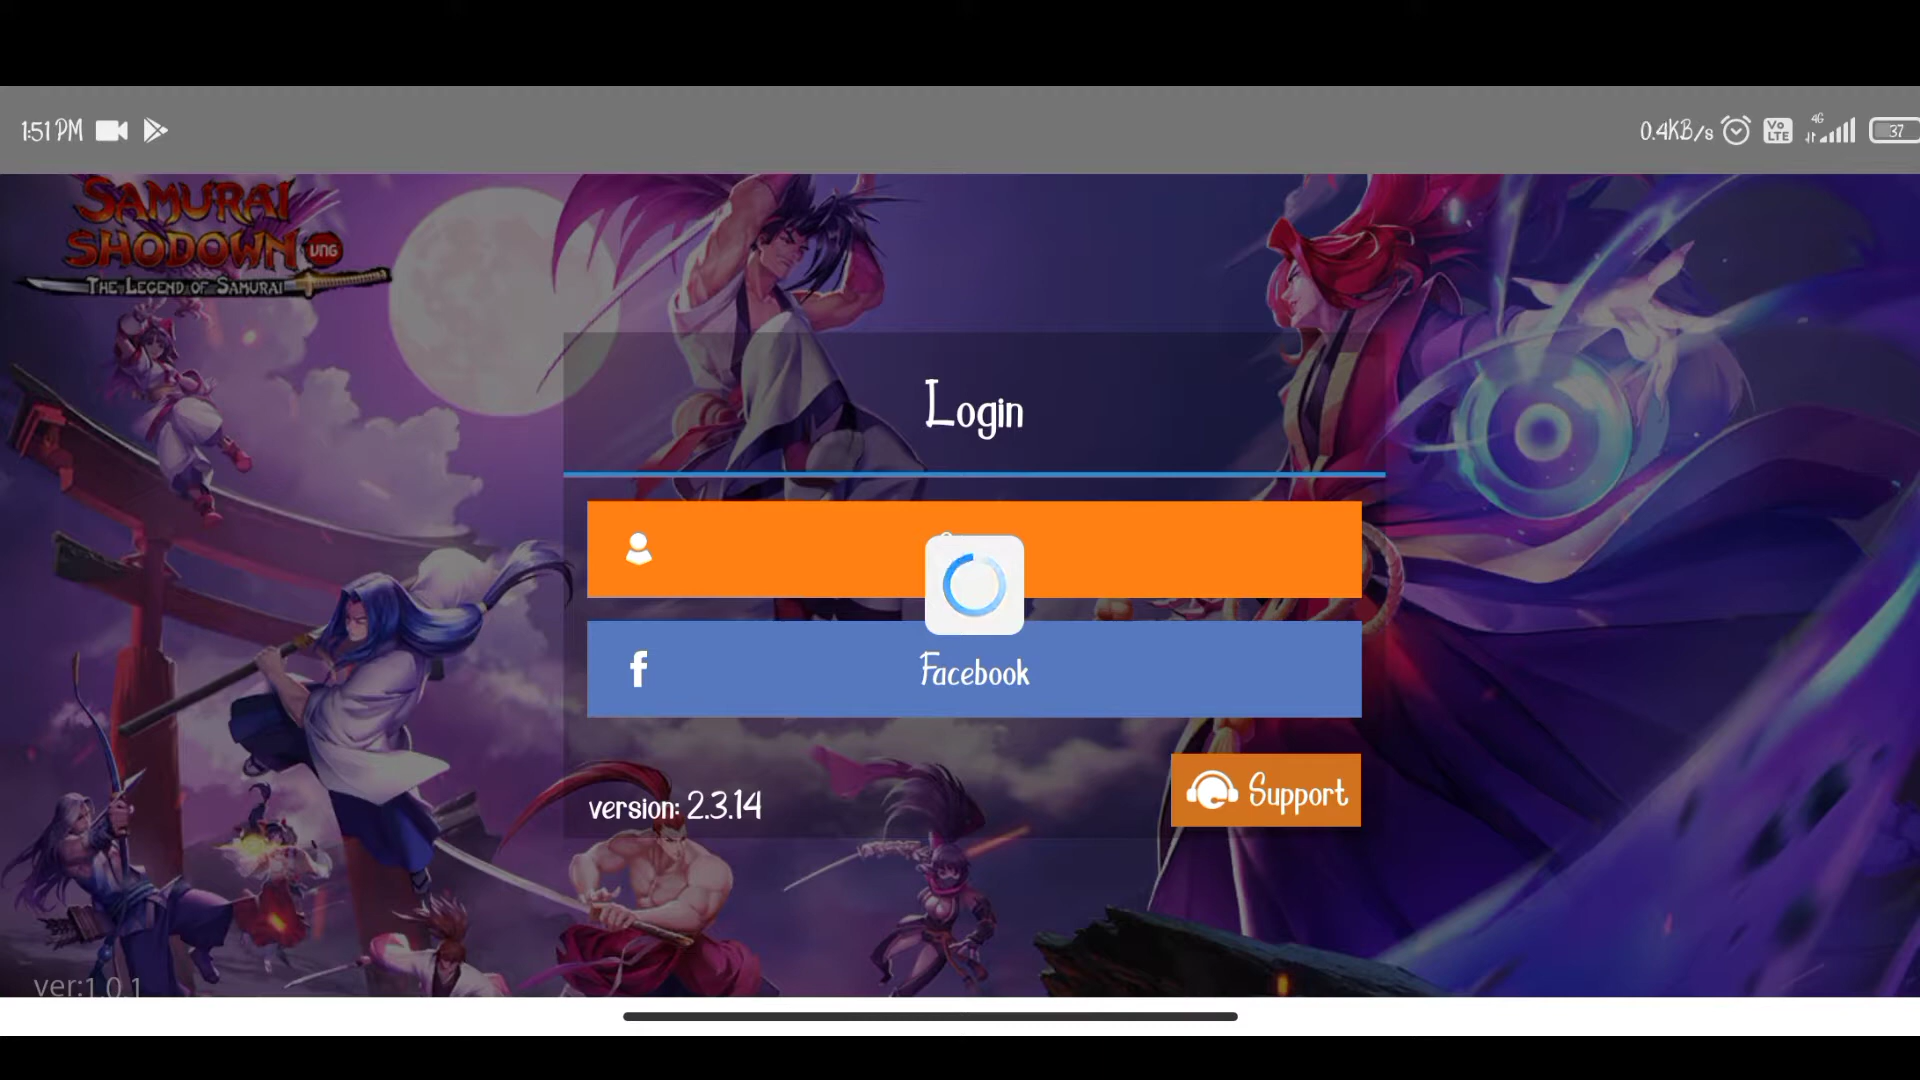 1:51 PM
0.4KB/s
Vo
LTE
4G
37
SAMURAI
SHODOWN VNG
THE LEGEND OF SAMURAI
Login
Facebook
version: 2.3.14
Support
ver:1.0.1